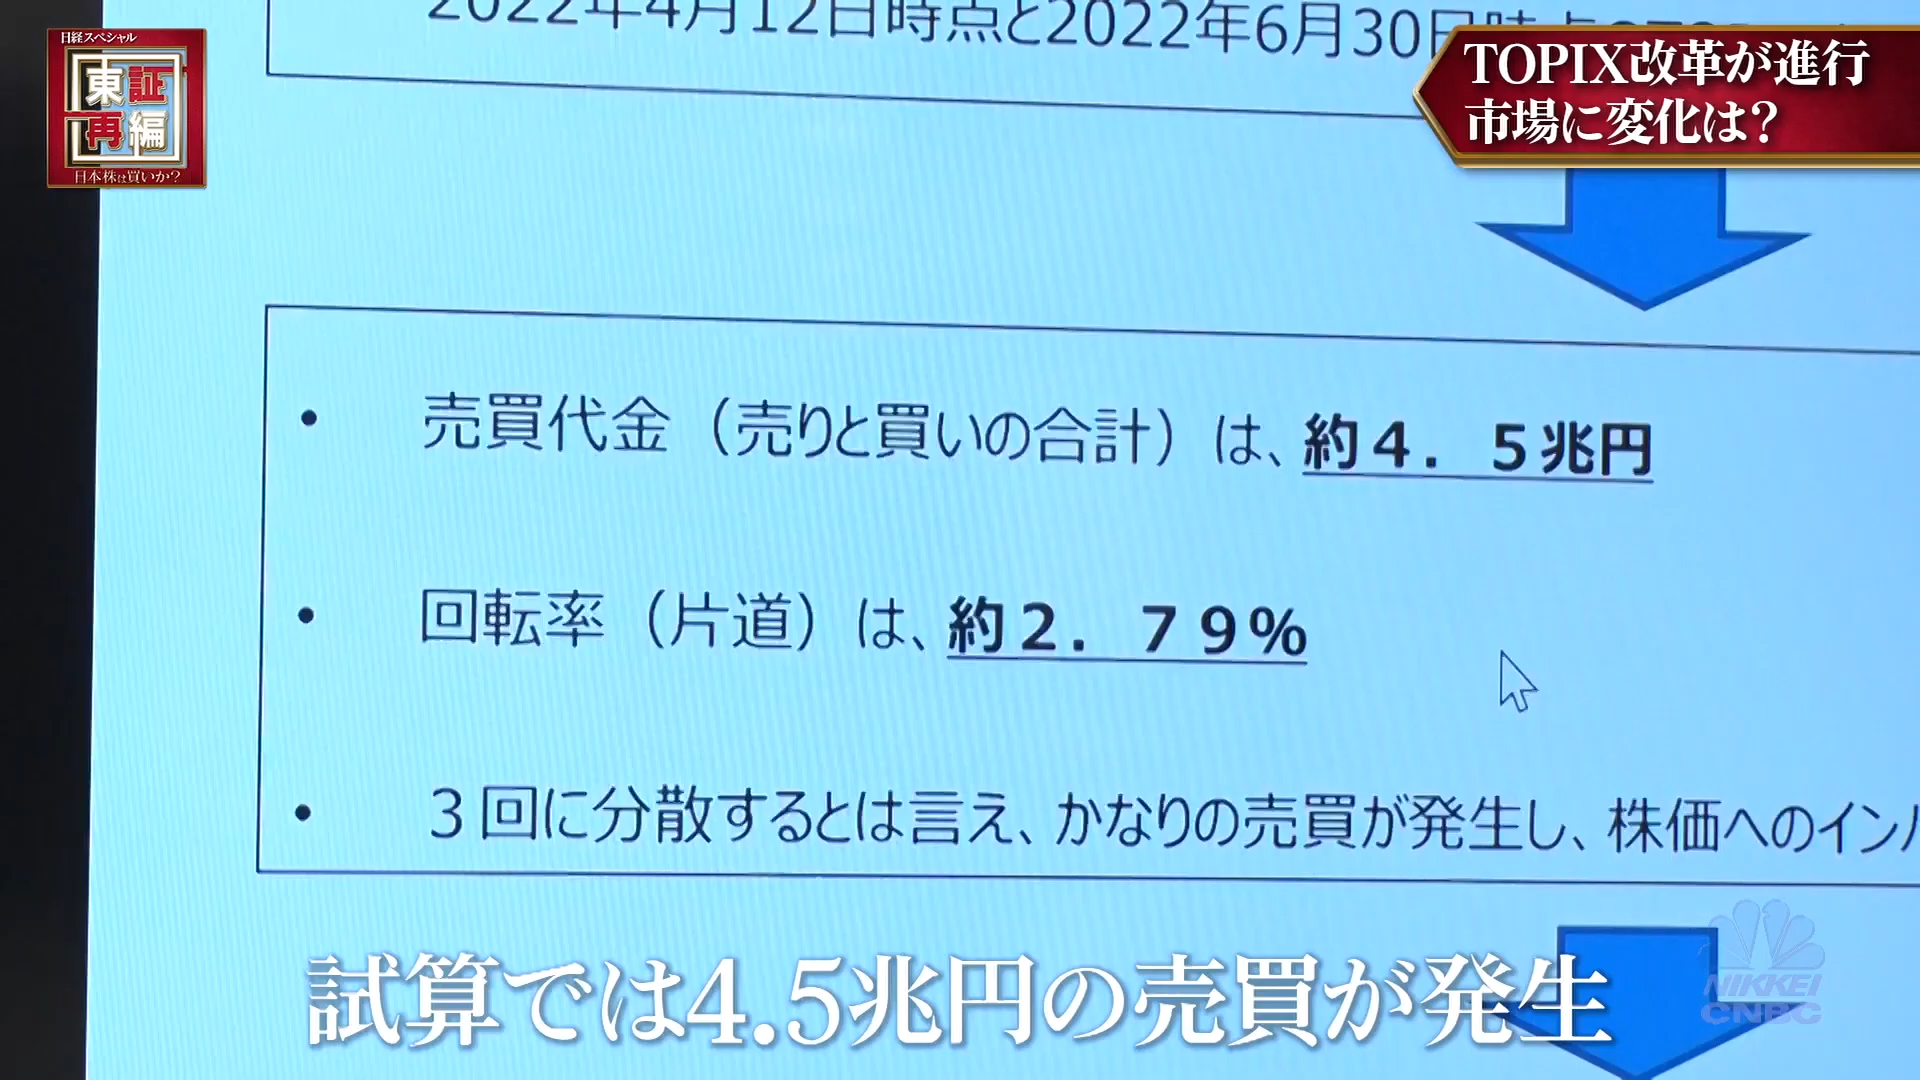 日経スペシャル
東証
再編
日本株は買いか?
TOPIX改革が進行
市場に変化は?
2022年4月12日時点と2022年6月30日時点
• 売買代金（売りと買いの合計）は、約４．５兆円
• 回転率（片道）は、約２．７９%
• ３回に分散するとは言え、かなりの売買が発生し、株価へのイン
試算では4.5兆円の売買が発生
NIKKEI
CNBC